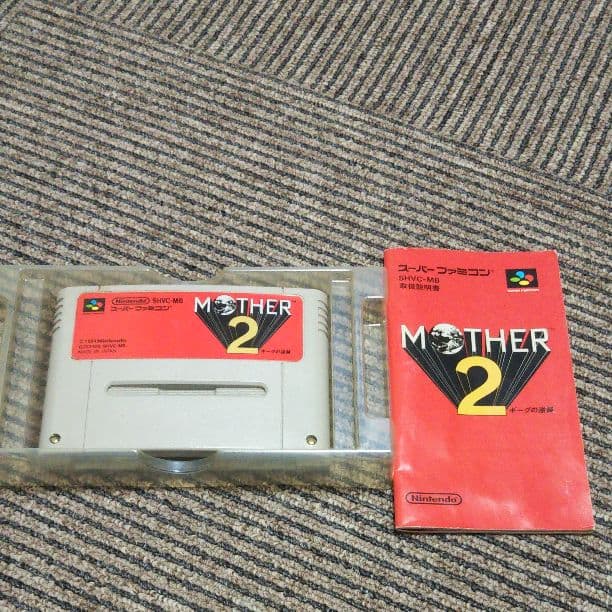 Nintendo SHVC-MB
スーパーファミコン
© 1994 Nintendo
MADE IN JAPAN
MOTHER
2
ギーグの逆襲
スーパーファミコン
SHVC-MB
取扱説明書
MOTHER
2
ギーグの逆襲
Nintendo